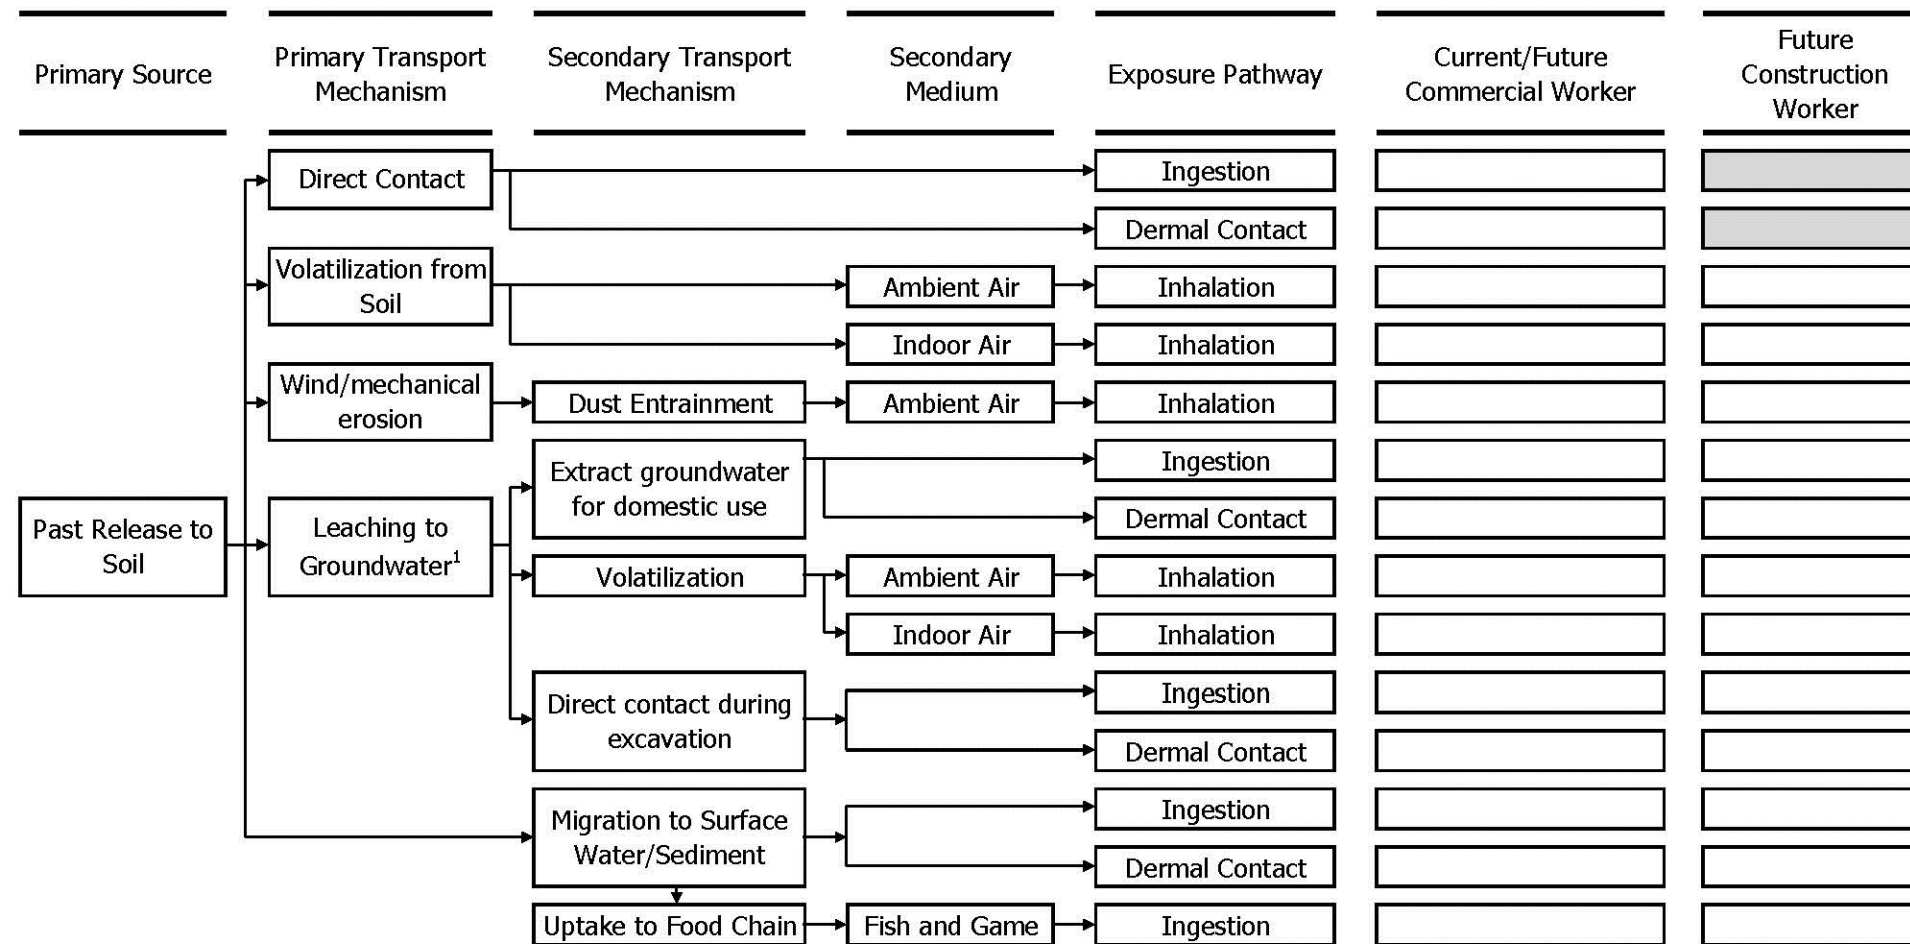 Primary Source
Primary Transport
Mechanism
Secondary Transport
Mechanism
Secondary
Medium
Exposure Pathway
Current/Future
Commercial Worker
Future
Construction
Worker
Direct Contact
Ingestion
Dermal Contact
Volatilization from
Soil
Ambient Air
Inhalation
Indoor Air
Inhalation
Wind/mechanical
erosion
Dust Entrainment
Ambient Air
Inhalation
Past Release to
Soil
Leaching to
Groundwater¹
Extract groundwater
for domestic use
Ingestion
Dermal Contact
Volatilization
Ambient Air
Inhalation
Indoor Air
Inhalation
Direct contact during
excavation
Ingestion
Dermal Contact
Migration to Surface
Water/Sediment
Ingestion
Dermal Contact
Uptake to Food Chain
Fish and Game
Ingestion